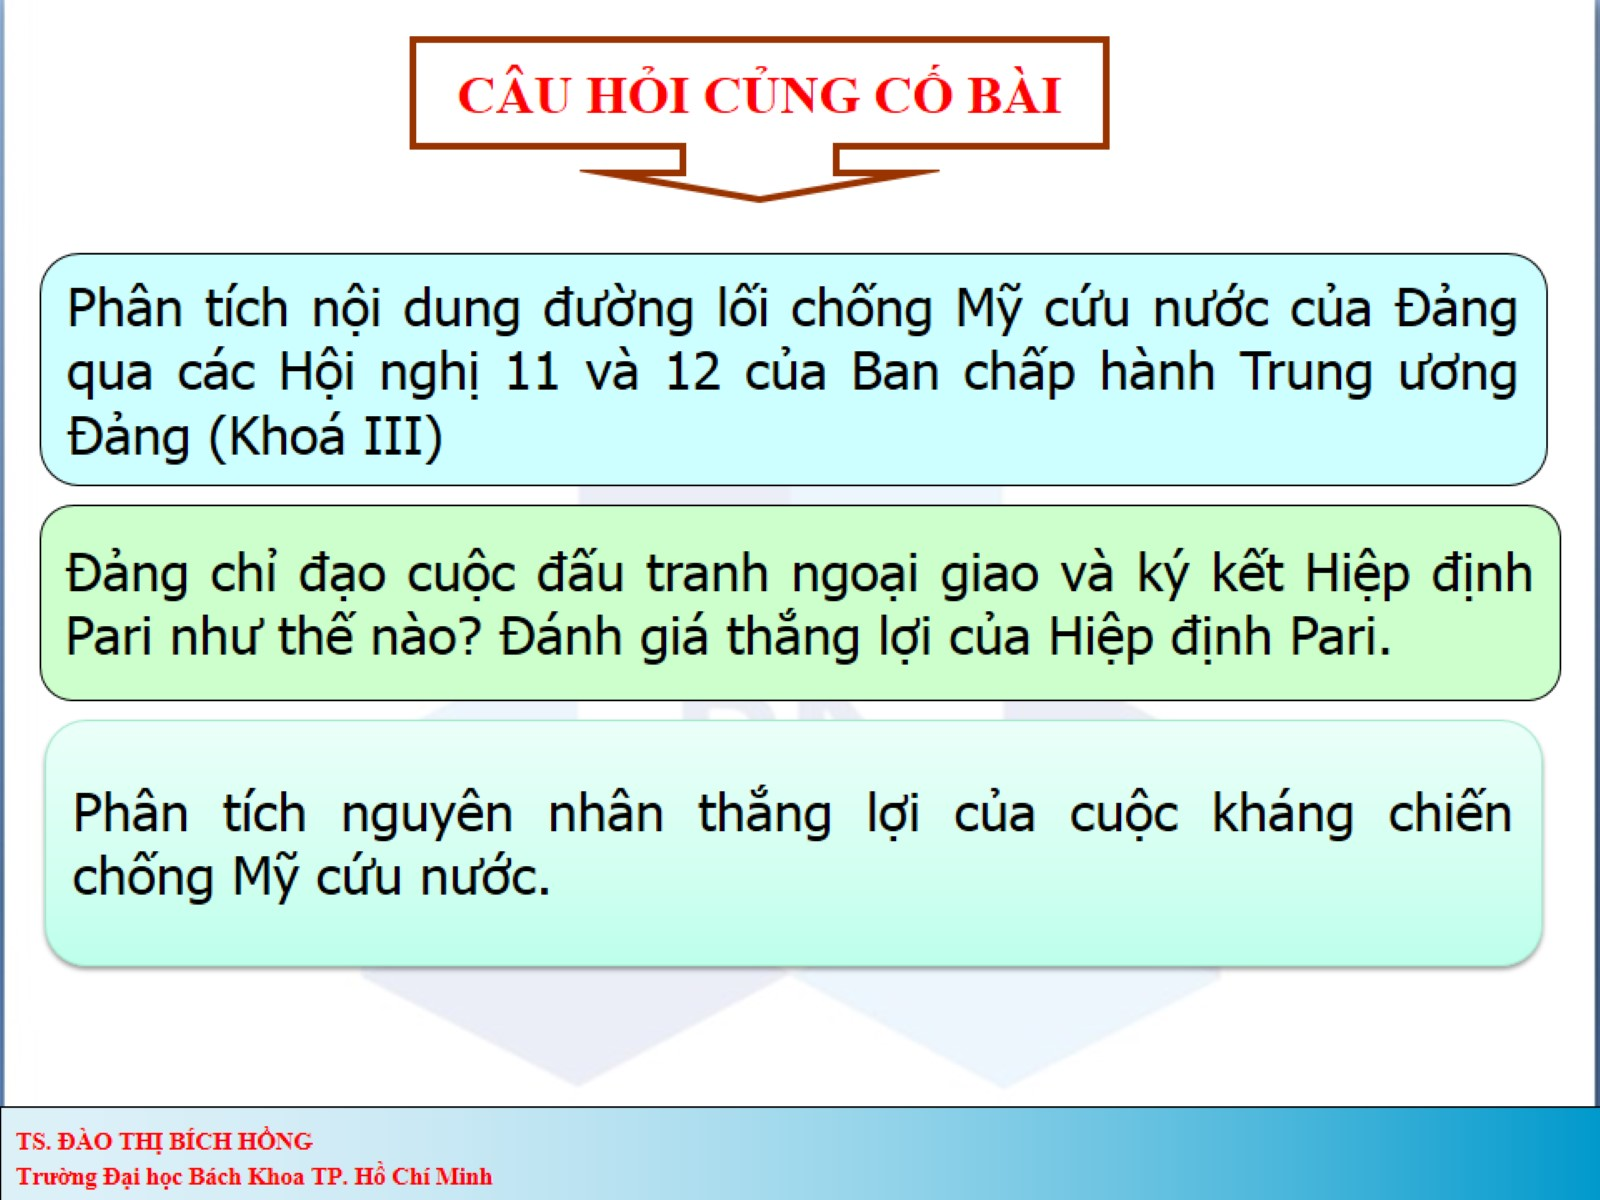 CÂU HỎI CỦNG CỐ BÀI
Phân tích nội dung đường lối chống Mỹ cứu nước của Đảng
qua các Hội nghị 11 và 12 của Ban chấp hành Trung ương
Đảng (Khoá III)
Đảng chỉ đạo cuộc đấu tranh ngoại giao và ký kết Hiệp định
Pari như thế nào? Đánh giá thắng lợi của Hiệp định Pari.
Phân tích nguyên nhân thắng lợi của cuộc kháng chiến
chống Mỹ cứu nước.
TS. ĐÀO THỊ BÍCH HỒNG
Trường Đại học Bách Khoa TP. Hồ Chí Minh